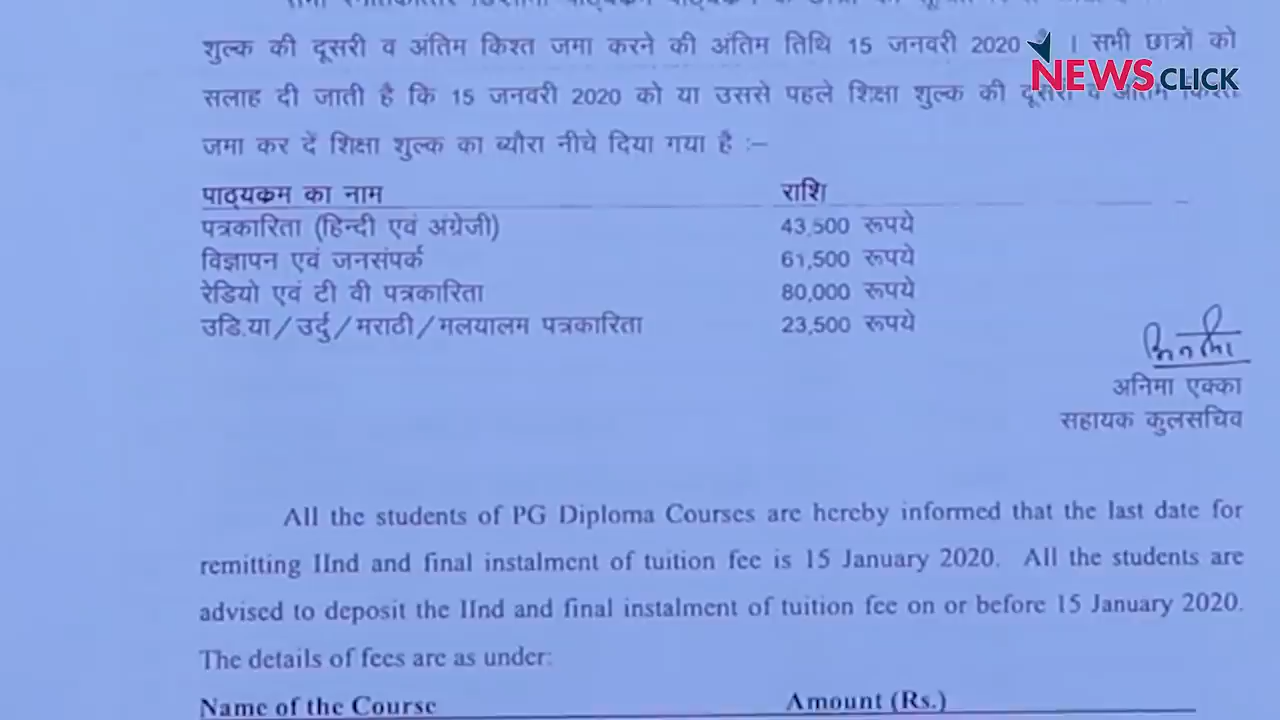 शुल्क की दूसरी व अंतिम किश्त जमा करने की अंतिम तिथि 15 जनवरी 2020 । सभी छात्रों को
NEWSCLICK
सलाह दी जाती है कि 15 जनवरी 2020 को या उससे पहले शिक्षा शुल्क की दूसरी व अंतिम किश्त
जमा कर दें शिक्षा शुल्क का ब्यौरा नीचे दिया गया है :–
पाठ्यकम का नाम राशि
पत्रकारिता (हिन्दी एवं अंग्रेजी) 43,500 रूपये
विज्ञापन एवं जनसंपर्क 61,500 रूपये
रेडियो एवं टी वी पत्रकारिता 80,000 रूपये
उडि.या/उर्दु/मराठी/मलयालम पत्रकारिता 23,500 रूपये
अनिमा एक्का
सहायक कुलसचिव
All the students of PG Diploma Courses are hereby informed that the last date for
remitting IInd and final instalment of tuition fee is 15 January 2020. All the students are
advised to deposit the IInd and final instalment of tuition fee on or before 15 January 2020.
The details of fees are as under:
Name of the Course Amount (Rs.)